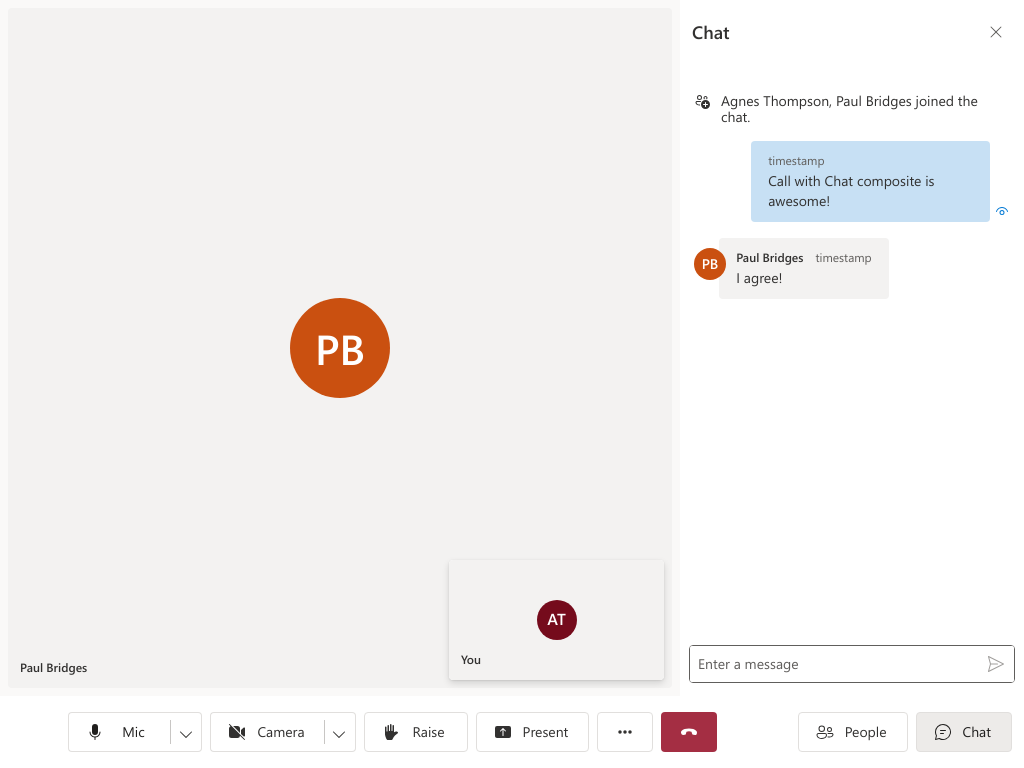 PB
Paul Bridges
AT
You
Chat
Agnes Thompson, Paul Bridges joined the
chat.
timestamp
Call with Chat composite is
awesome!
PB
Paul Bridges timestamp
I agree!
Enter a message
Mic
Camera
Raise
Present
People
Chat